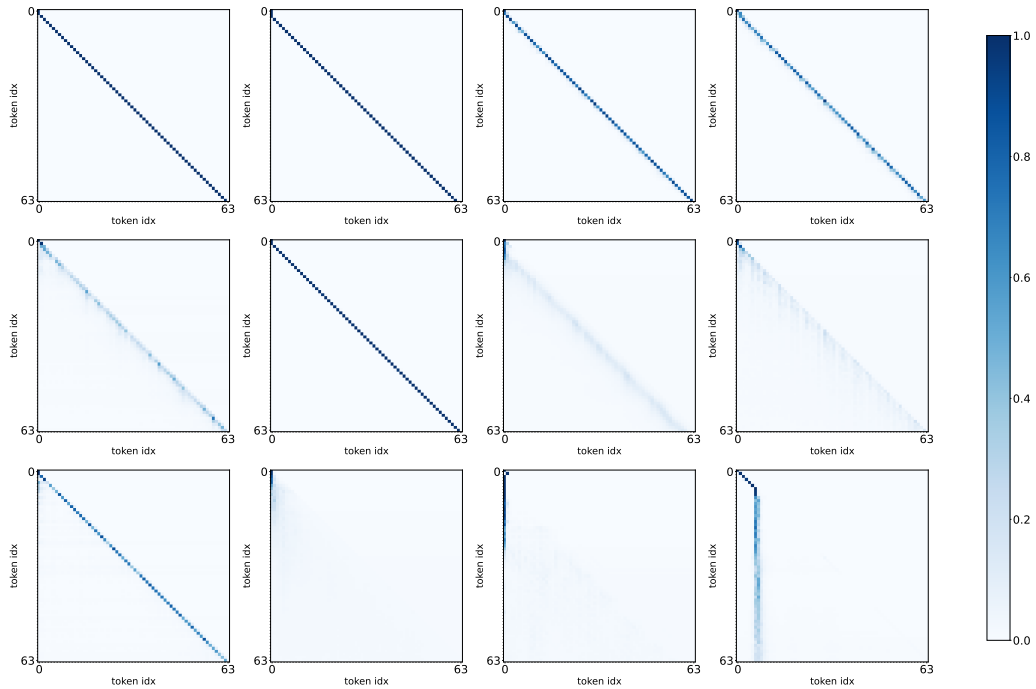 0 0 0 0 1.0
token idx token idx token idx token idx
63 63 63 63
0 63 0 63 0 63 0 63
token idx token idx token idx token idx
0.8
0 0 0 0
token idx token idx token idx token idx
0.6
0.4
63 63 63 63
0 63 0 63 0 63 0 63
token idx token idx token idx token idx
0 0 0 0
0.2
token idx token idx token idx token idx
0.0
63 63 63 63
0 63 0 63 0 63 0 63
token idx token idx token idx token idx